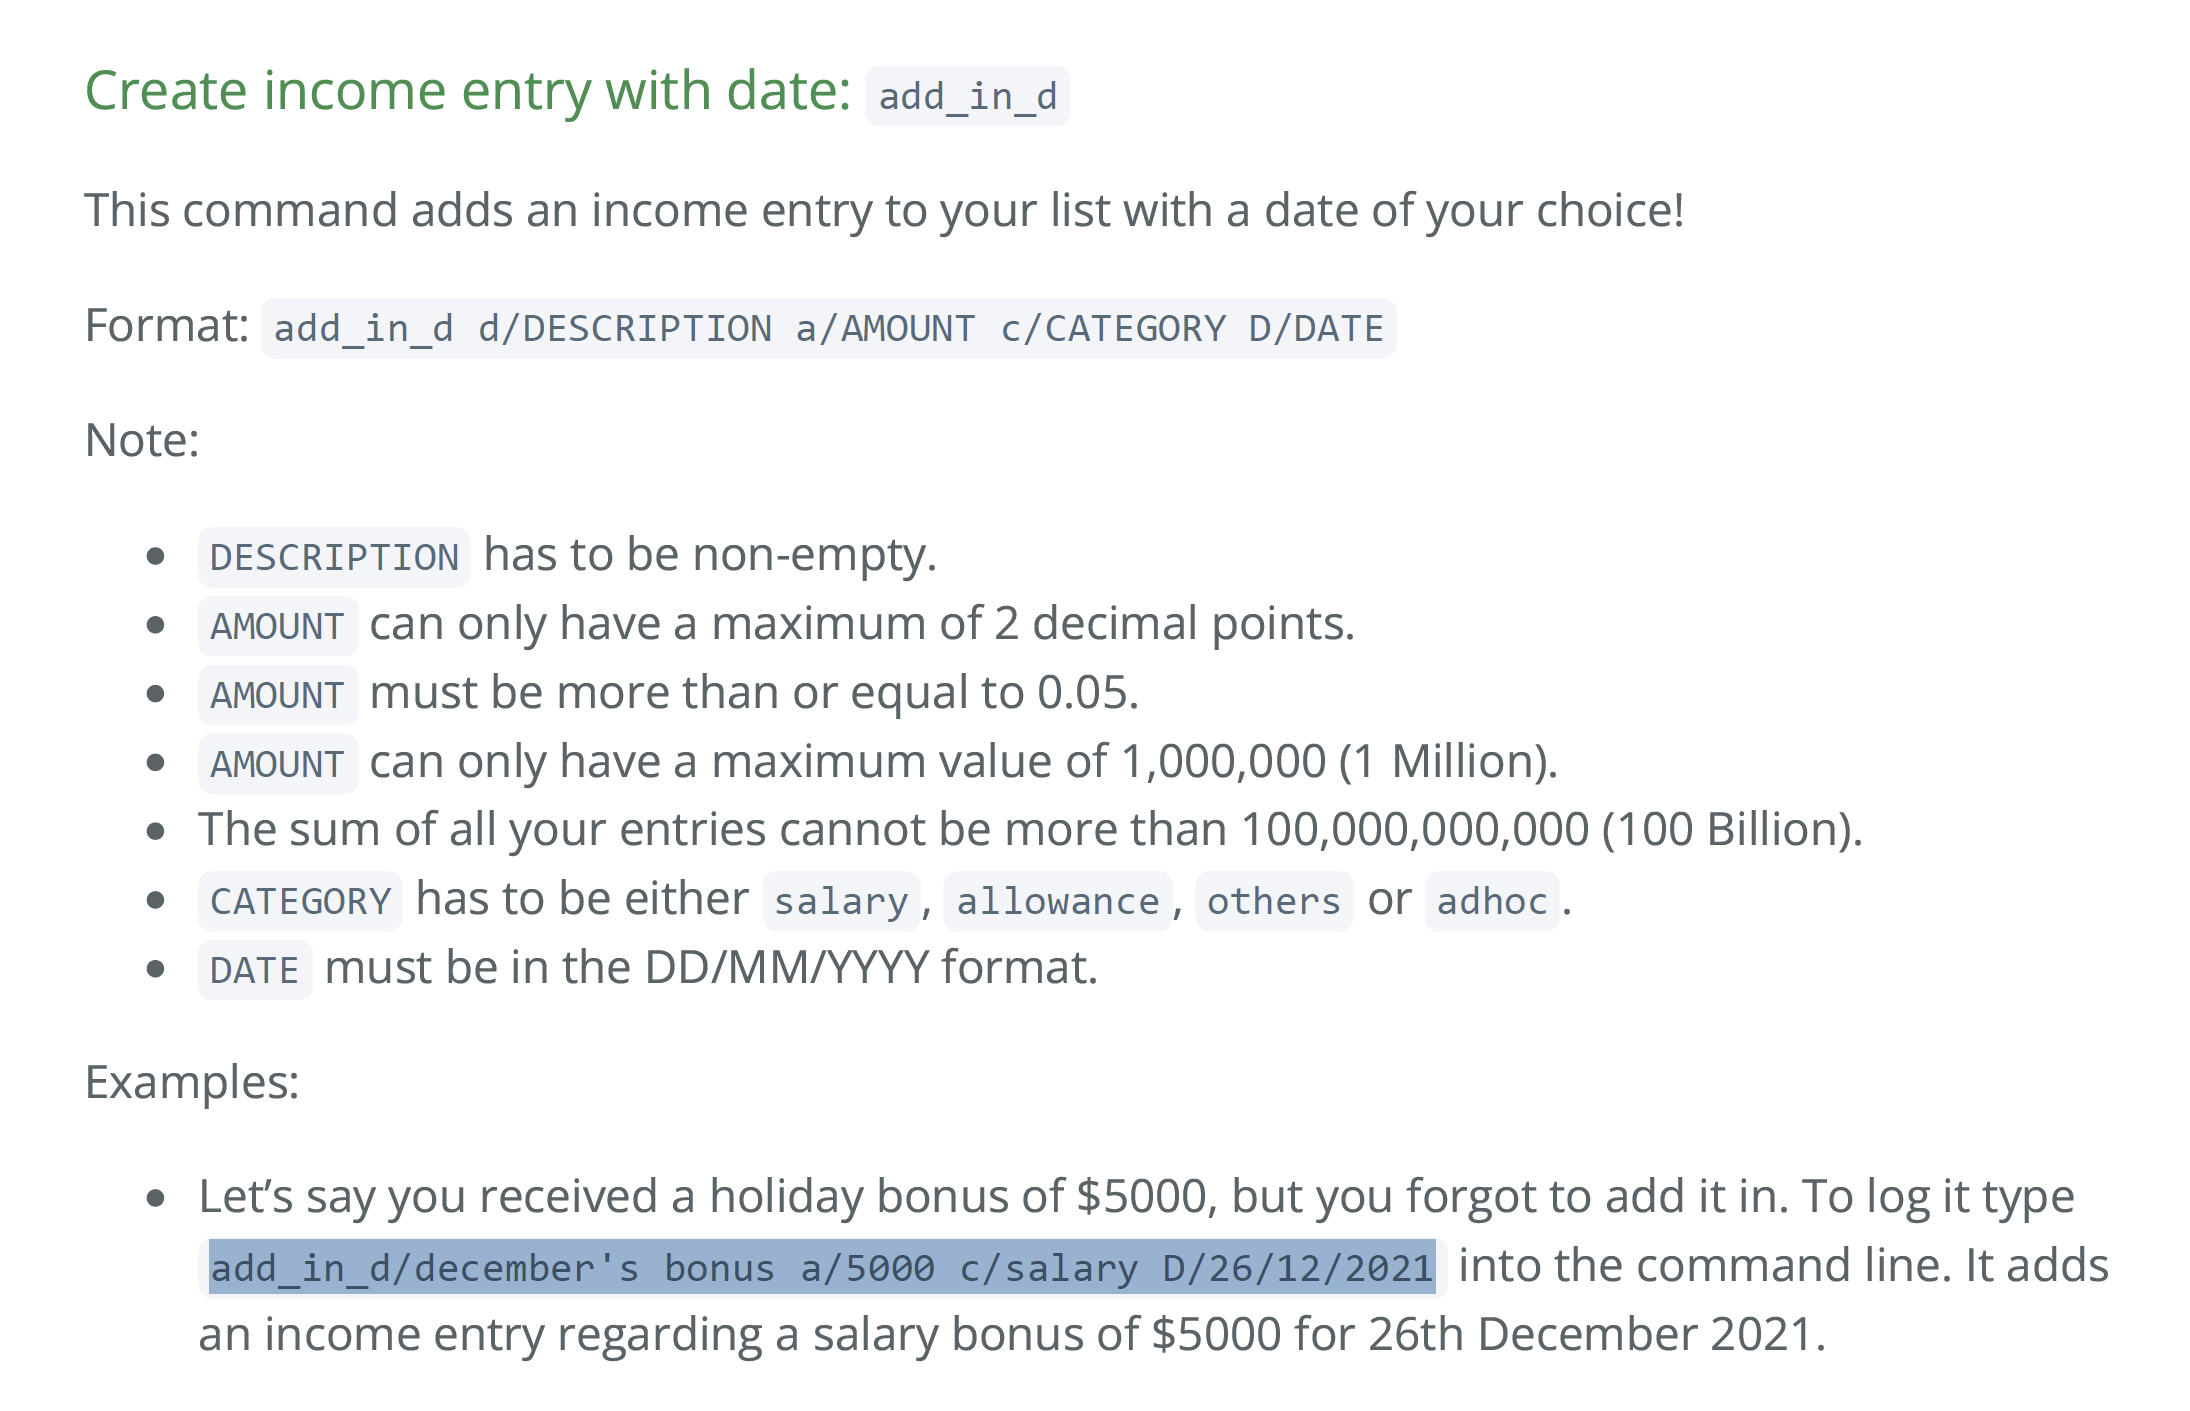 Create income entry with date: add_in_d
This command adds an income entry to your list with a date of your choice!
Format: add_in_d d/DESCRIPTION a/AMOUNT c/CATEGORY D/DATE
Note:
• DESCRIPTION has to be non-empty.
• AMOUNT can only have a maximum of 2 decimal points.
• AMOUNT must be more than or equal to 0.05.
• AMOUNT can only have a maximum value of 1,000,000 (1 Million).
• The sum of all your entries cannot be more than 100,000,000,000 (100 Billion).
• CATEGORY has to be either salary, allowance, others or adhoc.
• DATE must be in the DD/MM/YYYY format.
Examples:
• Let’s say you received a holiday bonus of $5000, but you forgot to add it in. To log it type
add_in_d/december's bonus a/5000 c/salary D/26/12/2021 into the command line. It adds
an income entry regarding a salary bonus of $5000 for 26th December 2021.